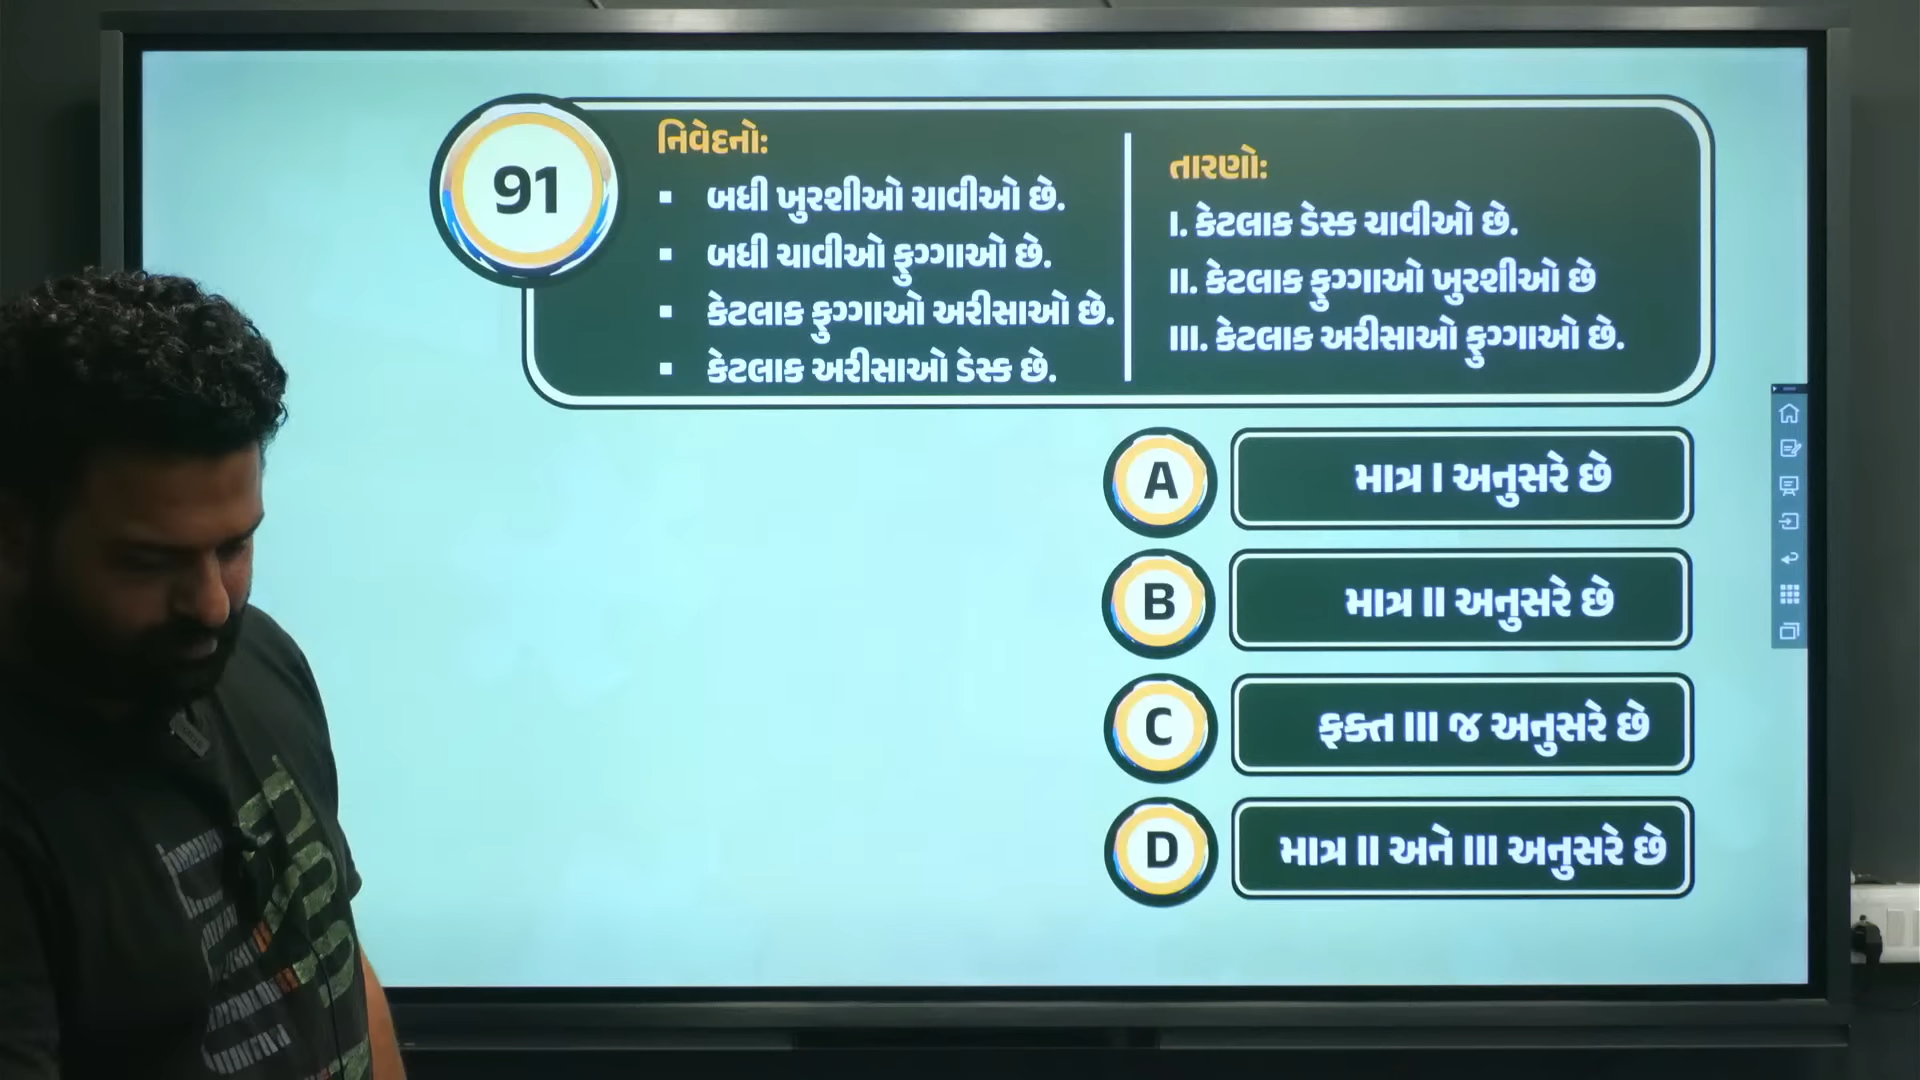 91
નિવેદનો:
▪ બધી ખુરશીઓ ચાવીઓ છે.
▪ બધી ચાવીઓ ફુગ્ગાઓ છે.
▪ કેટલાક ફુગ્ગાઓ અરીસાઓ છે.
▪ કેટલાક અરીસાઓ ડેસ્ક છે.
તારણો:
I. કેટલાક ડેસ્ક ચાવીઓ છે.
II. કેટલાક ફુગ્ગાઓ ખુરશીઓ છે
III. કેટલાક અરીસાઓ ફુગ્ગાઓ છે.
A માત્ર I અનુસરે છે
B માત્ર II અનુસરે છે
C ફક્ત III જ અનુસરે છે
D માત્ર II અને III અનુસરે છે